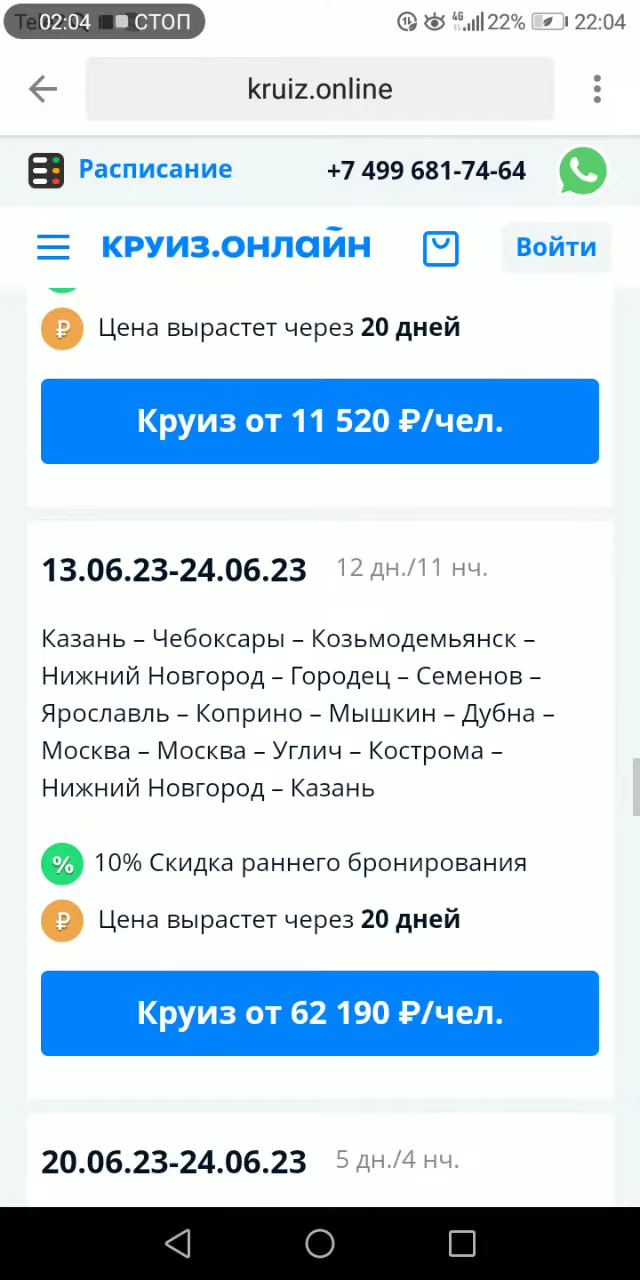 02:04 СТОП
4G 22% 22:04
kruiz.online
Расписание +7 499 681-74-64
КРУИЗ.ОНЛАЙН Войти
₽ Цена вырастет через 20 дней
Круиз от 11 520 ₽/чел.
13.06.23-24.06.23 12 дн./11 нч.
Казань – Чебоксары – Козьмодемьянск –
Нижний Новгород – Городец – Семенов –
Ярославль – Коприно – Мышкин – Дубна –
Москва – Москва – Углич – Кострома –
Нижний Новгород – Казань
% 10% Скидка раннего бронирования
₽ Цена вырастет через 20 дней
Круиз от 62 190 ₽/чел.
20.06.23-24.06.23 5 дн./4 нч.